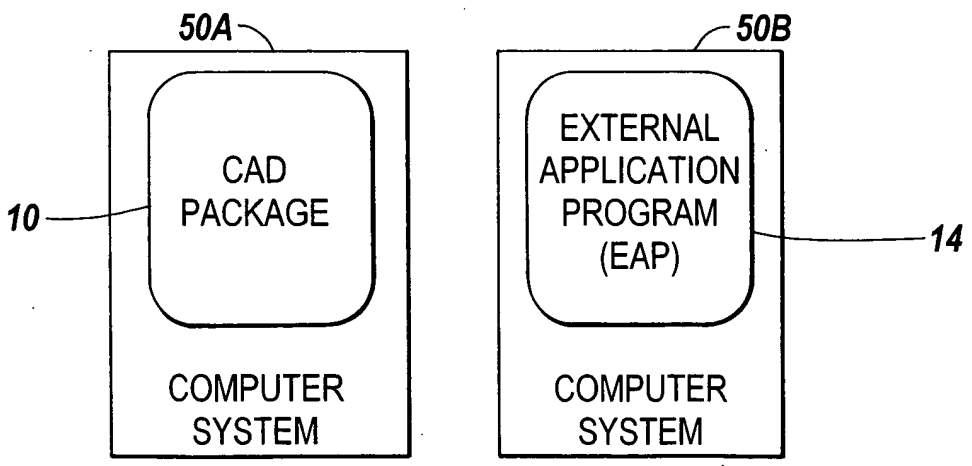 50A
50B
CAD
PACKAGE
10
EXTERNAL
APPLICATION
PROGRAM
(EAP)
14
COMPUTER
SYSTEM
COMPUTER
SYSTEM